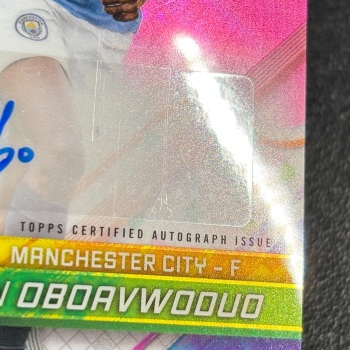 TOPPS CERTIFIED AUTOGRAPH ISSUE
MANCHESTER CITY - F
OBOAVWODUO